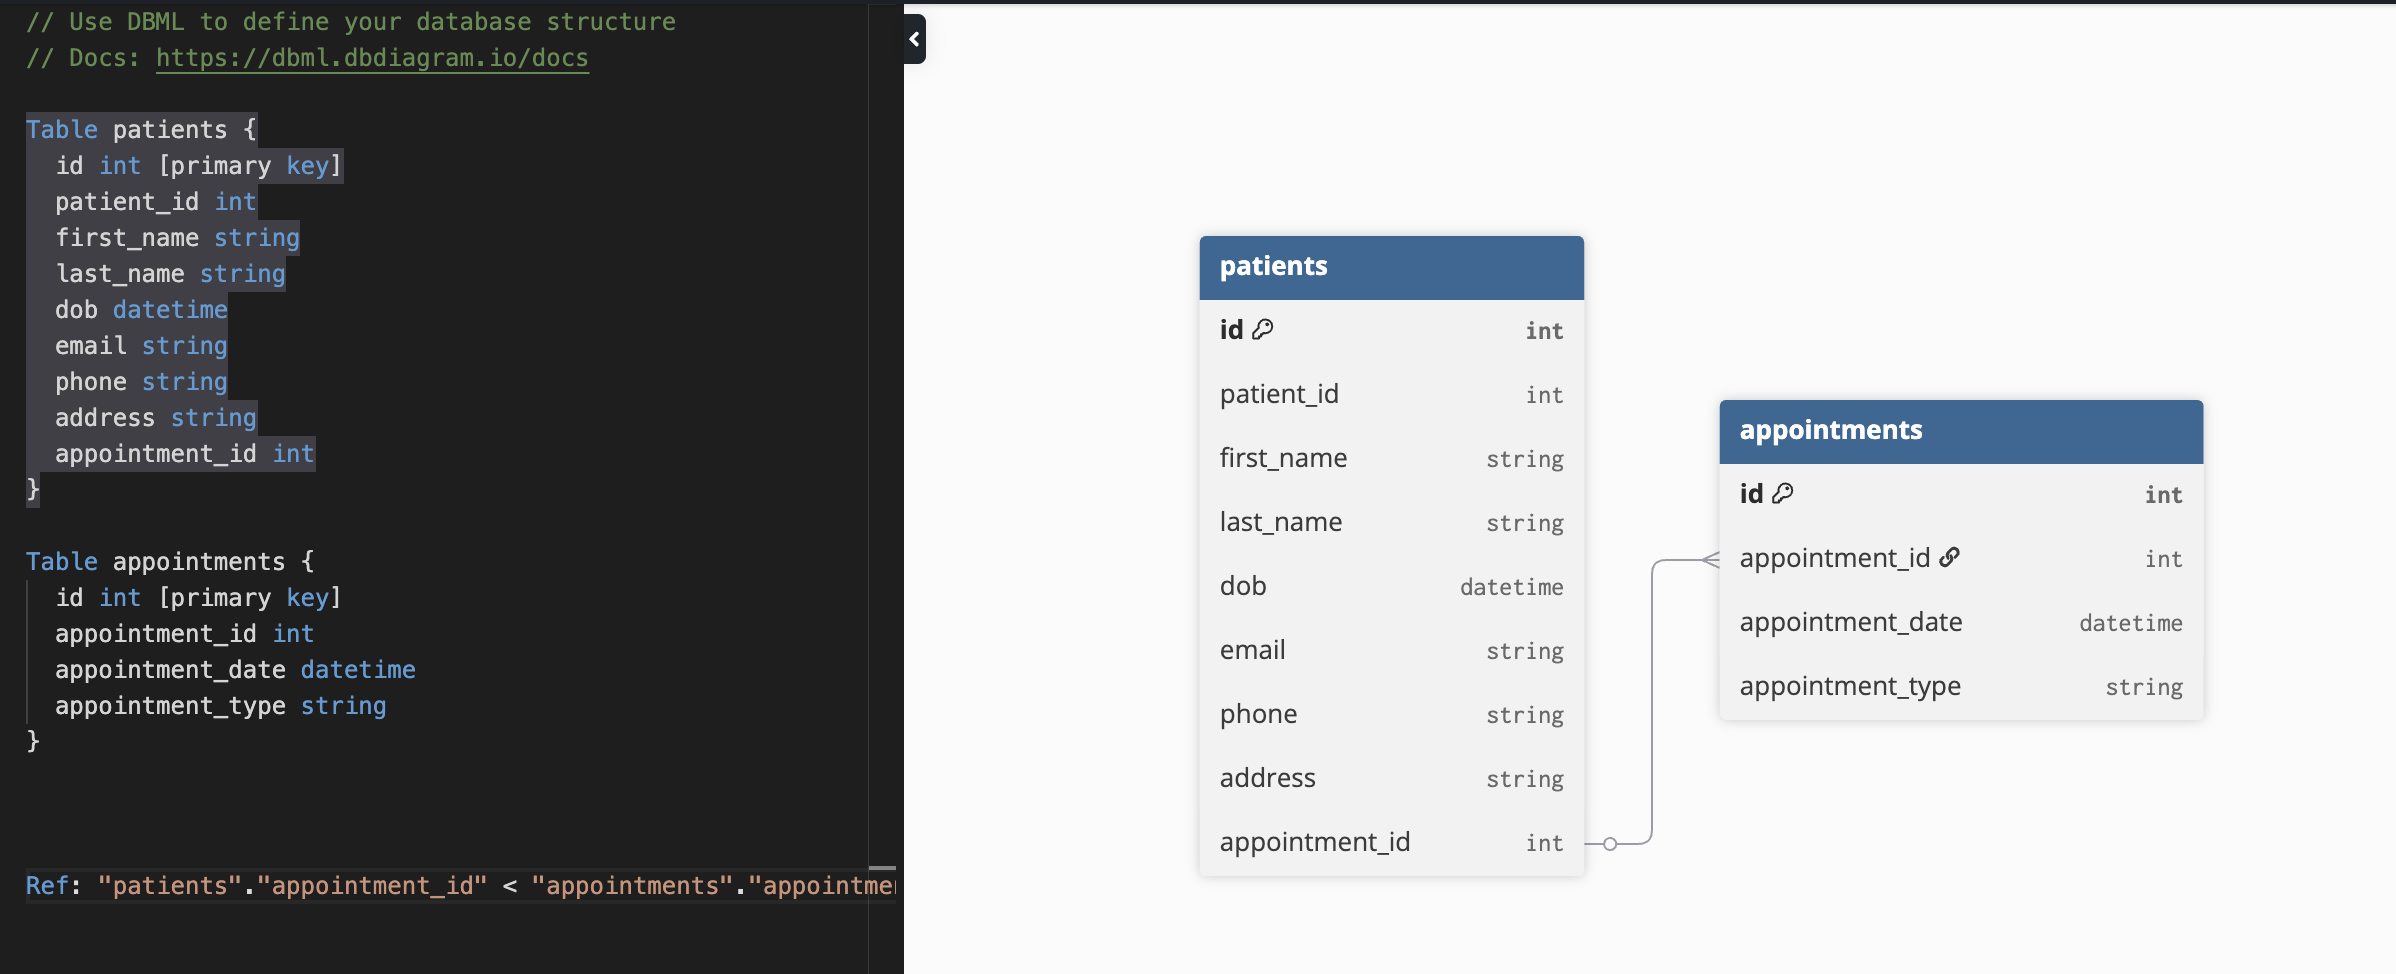 // Use DBML to define your database structure
// Docs: https://dbml.dbdiagram.io/docs
Table patients {
id int [primary key]
patient_id int
first_name string
last_name string
dob datetime
email string
phone string
address string
appointment_id int
}
Table appointments {
id int [primary key]
appointment_id int
appointment_date datetime
appointment_type string
}
Ref: "patients"."appointment_id" < "appointments"."appointme
patients
id int
patient_id int
first_name string
last_name string
dob datetime
email string
phone string
address string
appointment_id int
appointments
id int
appointment_id int
appointment_date datetime
appointment_type string